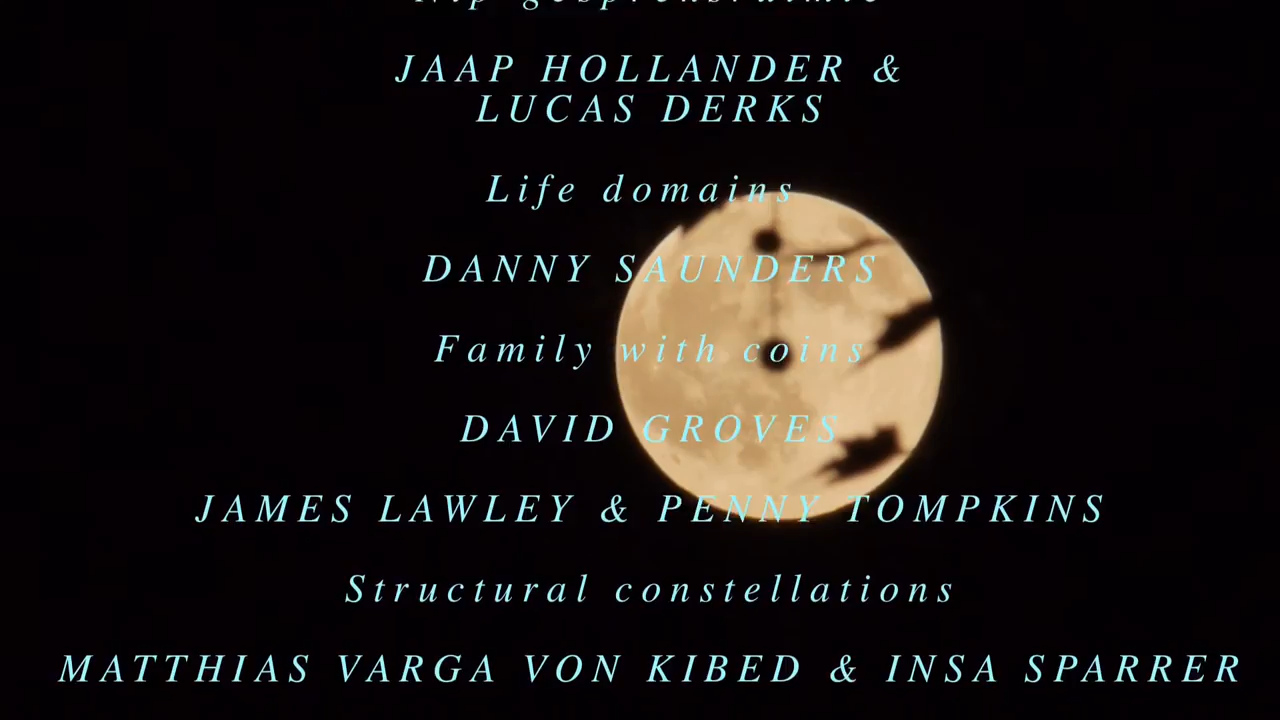 JAAP HOLLANDER &
LUCAS DERKS
Life domains
DANNY SAUNDERS
Family with coins
DAVID GROVES
JAMES LAWLEY & PENNY TOMPKINS
Structural constellations
MATTHIAS VARGA VON KIBED & INSA SPARRER